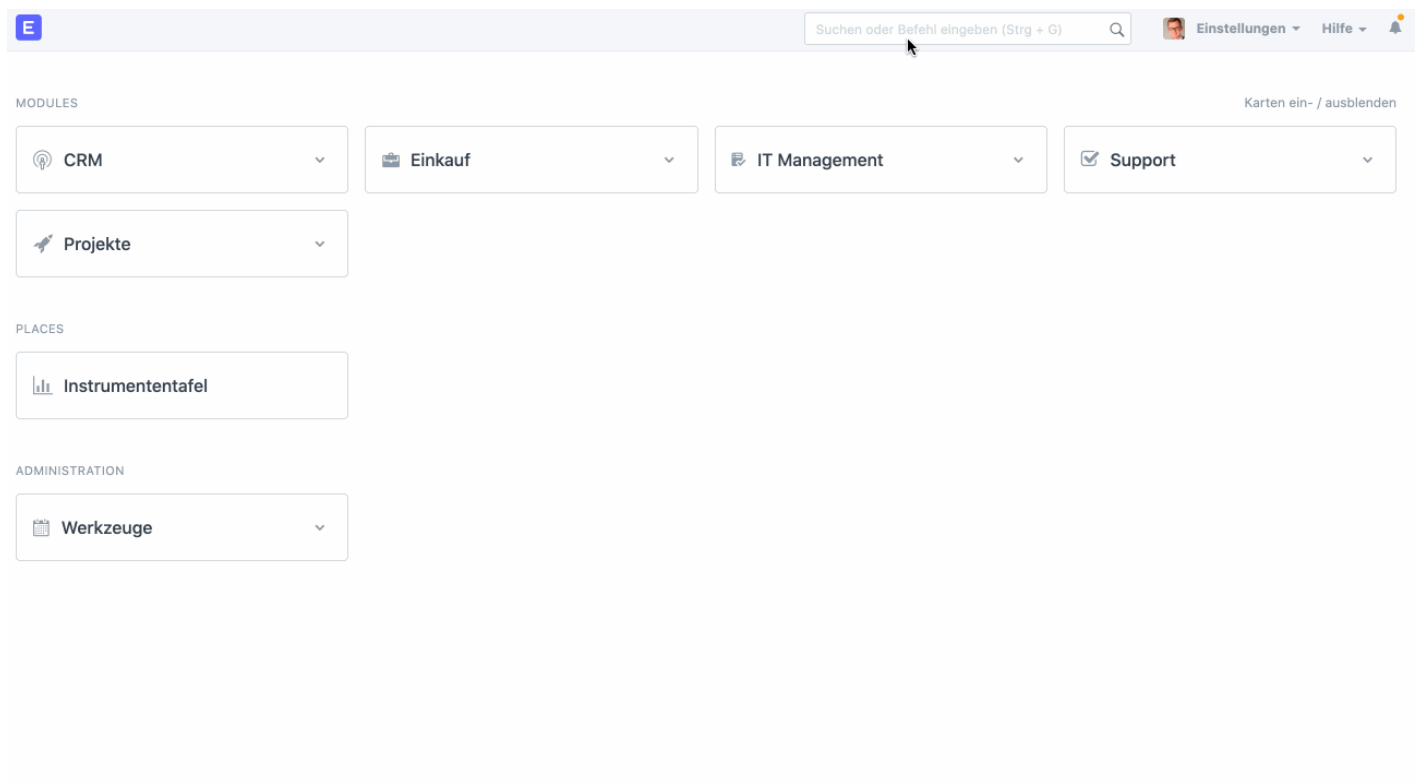 E
Suchen oder Befehl eingeben (Strg + G)
Einstellungen
Hilfe
MODULES
Karten ein- / ausblenden
CRM
Einkauf
IT Management
Support
Projekte
PLACES
Instrumententafel
ADMINISTRATION
Werkzeuge